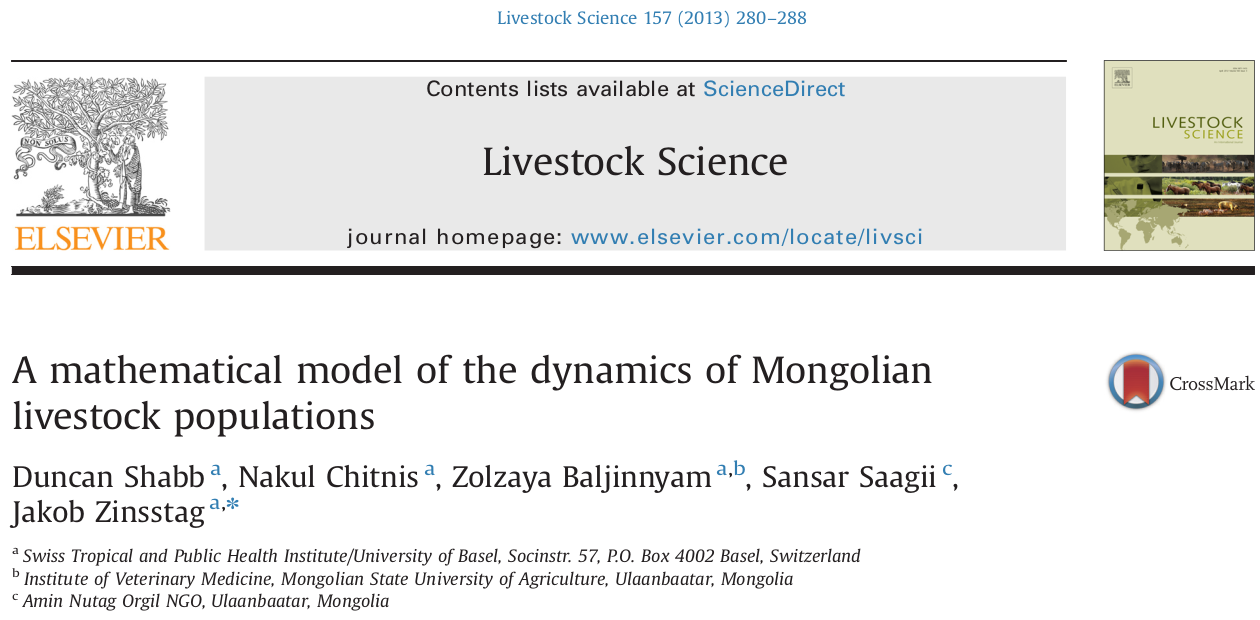 Livestock Science 157 (2013) 280–288
Contents lists available at ScienceDirect
Livestock Science
journal homepage: www.elsevier.com/locate/livsci
NON SOLUS
ELSEVIER
LIVESTOCK
SCIENCE
A mathematical model of the dynamics of Mongolian
livestock populations
CrossMark
Duncan Shabb a, Nakul Chitnis a, Zolzaya Baljinnyam a,b, Sansar Saagii c,
Jakob Zinsstag a,*
a Swiss Tropical and Public Health Institute/University of Basel, Socinstr. 57, P.O. Box 4002 Basel, Switzerland
b Institute of Veterinary Medicine, Mongolian State University of Agriculture, Ulaanbaatar, Mongolia
c Amin Nutag Orgil NGO, Ulaanbaatar, Mongolia